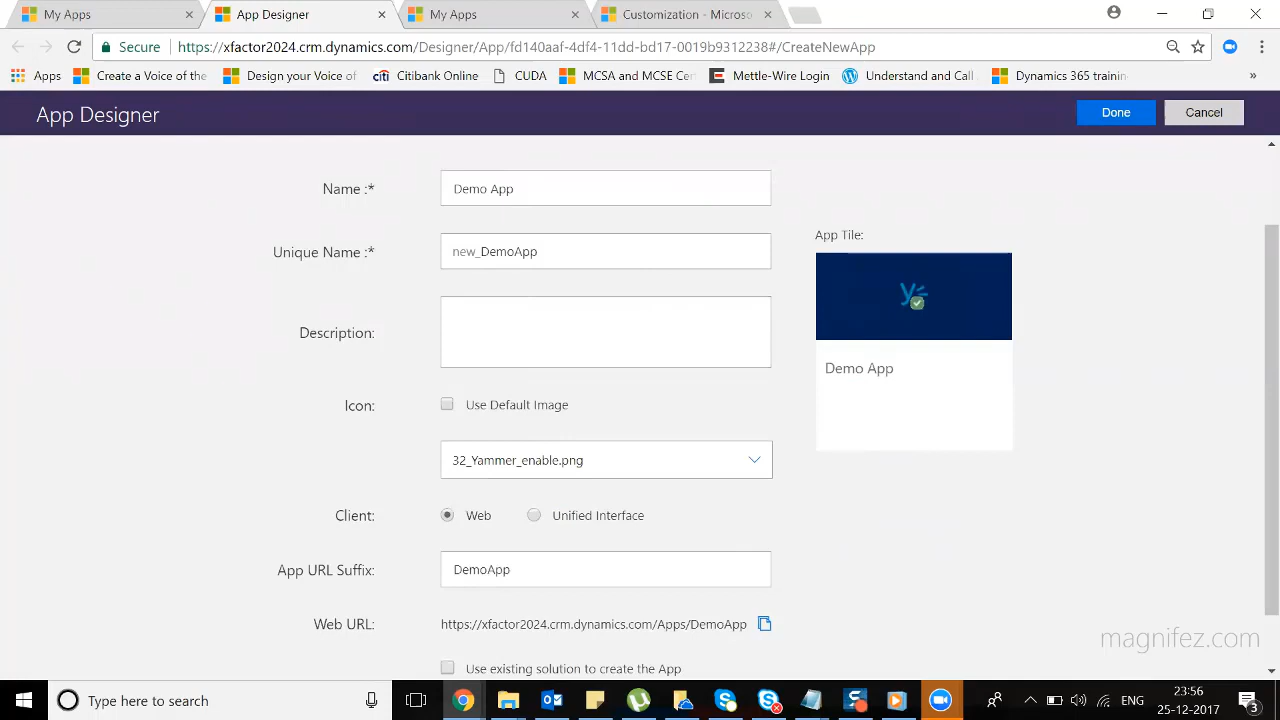 My Apps
App Designer
My Apps
Customization - Microso
Secure
https://xfactor2024.crm.dynamics.com/Designer/App/fd140aaf-4df4-11dd-bd17-0019b9312238#/CreateNewApp
Apps
Create a Voice of the
Design your Voice of
citi
Citibank Online
CUDA
MCSA and MCSE Cer
Mettle-Wire Login
Understand and Call
Dynamics 365 trainin
»
App Designer
Done
Cancel
Name :*
Demo App
App Tile:
Unique Name :*
new_DemoApp
Description:
Demo App
Icon:
Use Default Image
32_Yammer_enable.png
Client:
Web
Unified Interface
App URL Suffix:
DemoApp
Web URL:
https://xfactor2024.crm.dynamics.com/Apps/DemoApp
magnifez.com
Use existing solution to create the App
Type here to search
ENG
23:56
25-12-2017
3